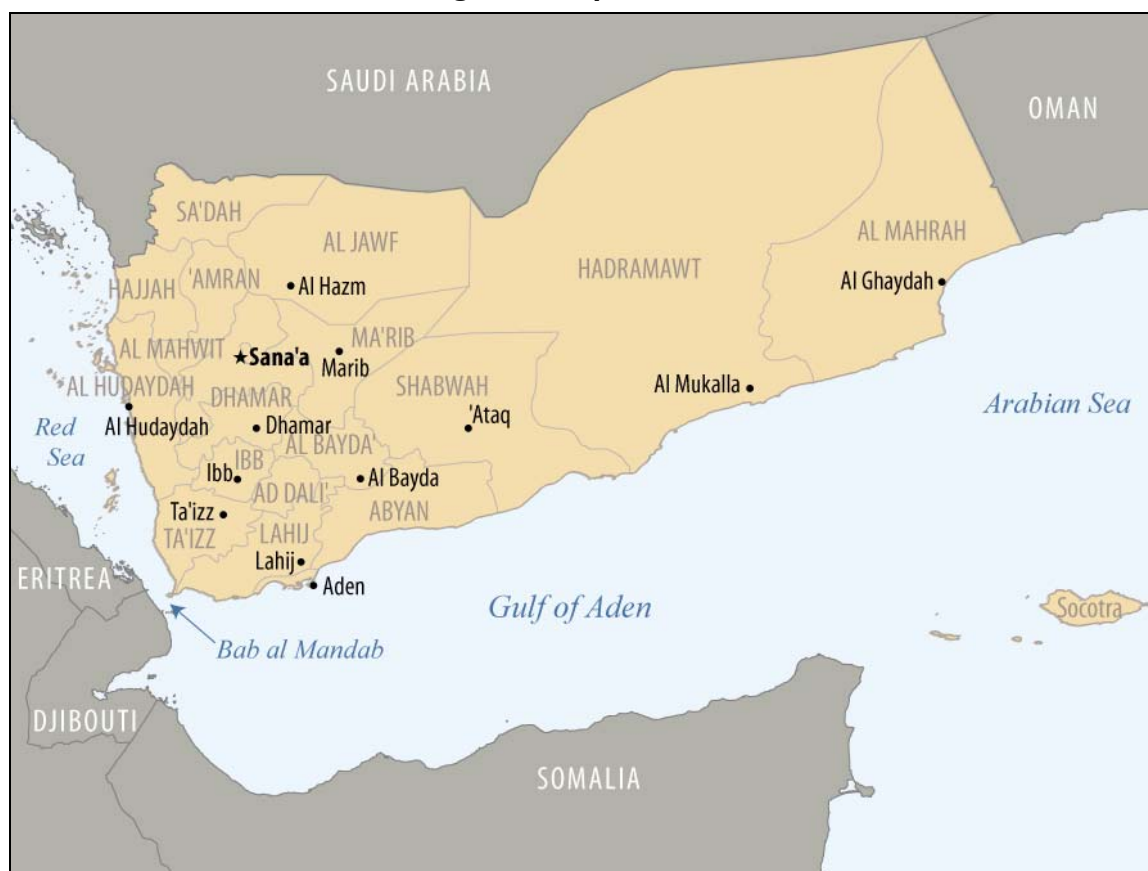 SAUDI ARABIA
OMAN
SA'DAH
AL JAWF
AL MAHRAH
HADRAMAWT
'AMRAN
HAJJAH
Al Hazm
Al Ghaydah
MA'RIB
AL MAHWIT
Sana'a
Marib
AL HUDAYDAH
SHABWAH
Al Mukalla
DHAMAR
Arabian Sea
Red
Sea
Al Hudaydah
Dhamar
'Ataq
AL BAYDA'
IBB
Ibb
Al Bayda
AD DALI'
Ta'izz
ABYAN
TA'IZZ
LAHIJ
Lahij
ERITREA
Aden
Gulf of Aden
Socotra
Bab al Mandab
DJIBOUTI
SOMALIA